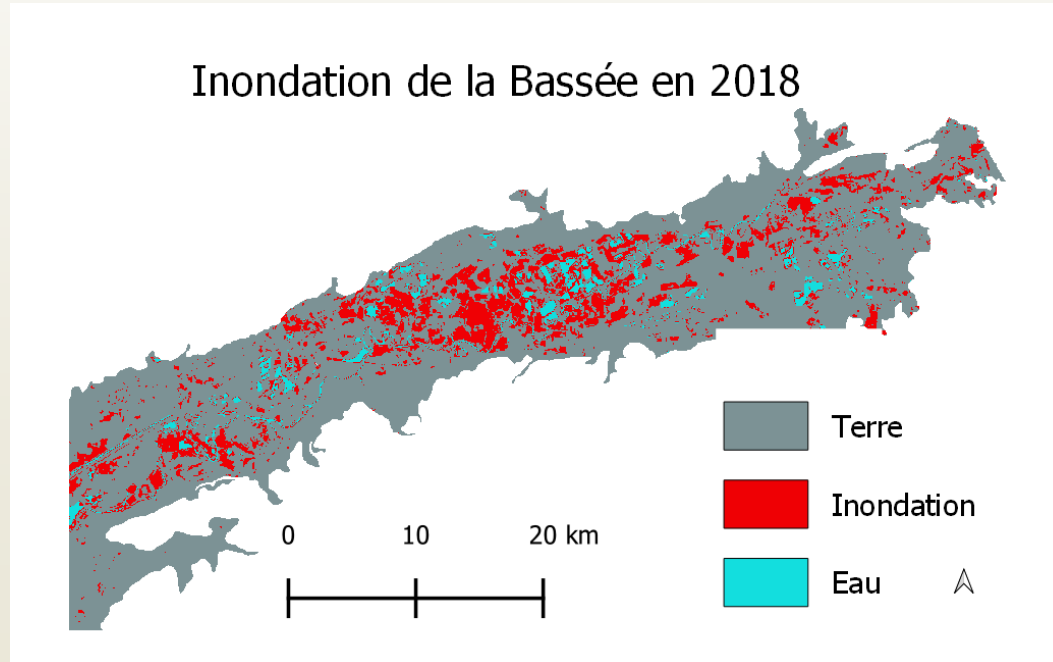 Inondation de la Bassée en 2018
Terre
Inondation
0 10 20 km
Eau